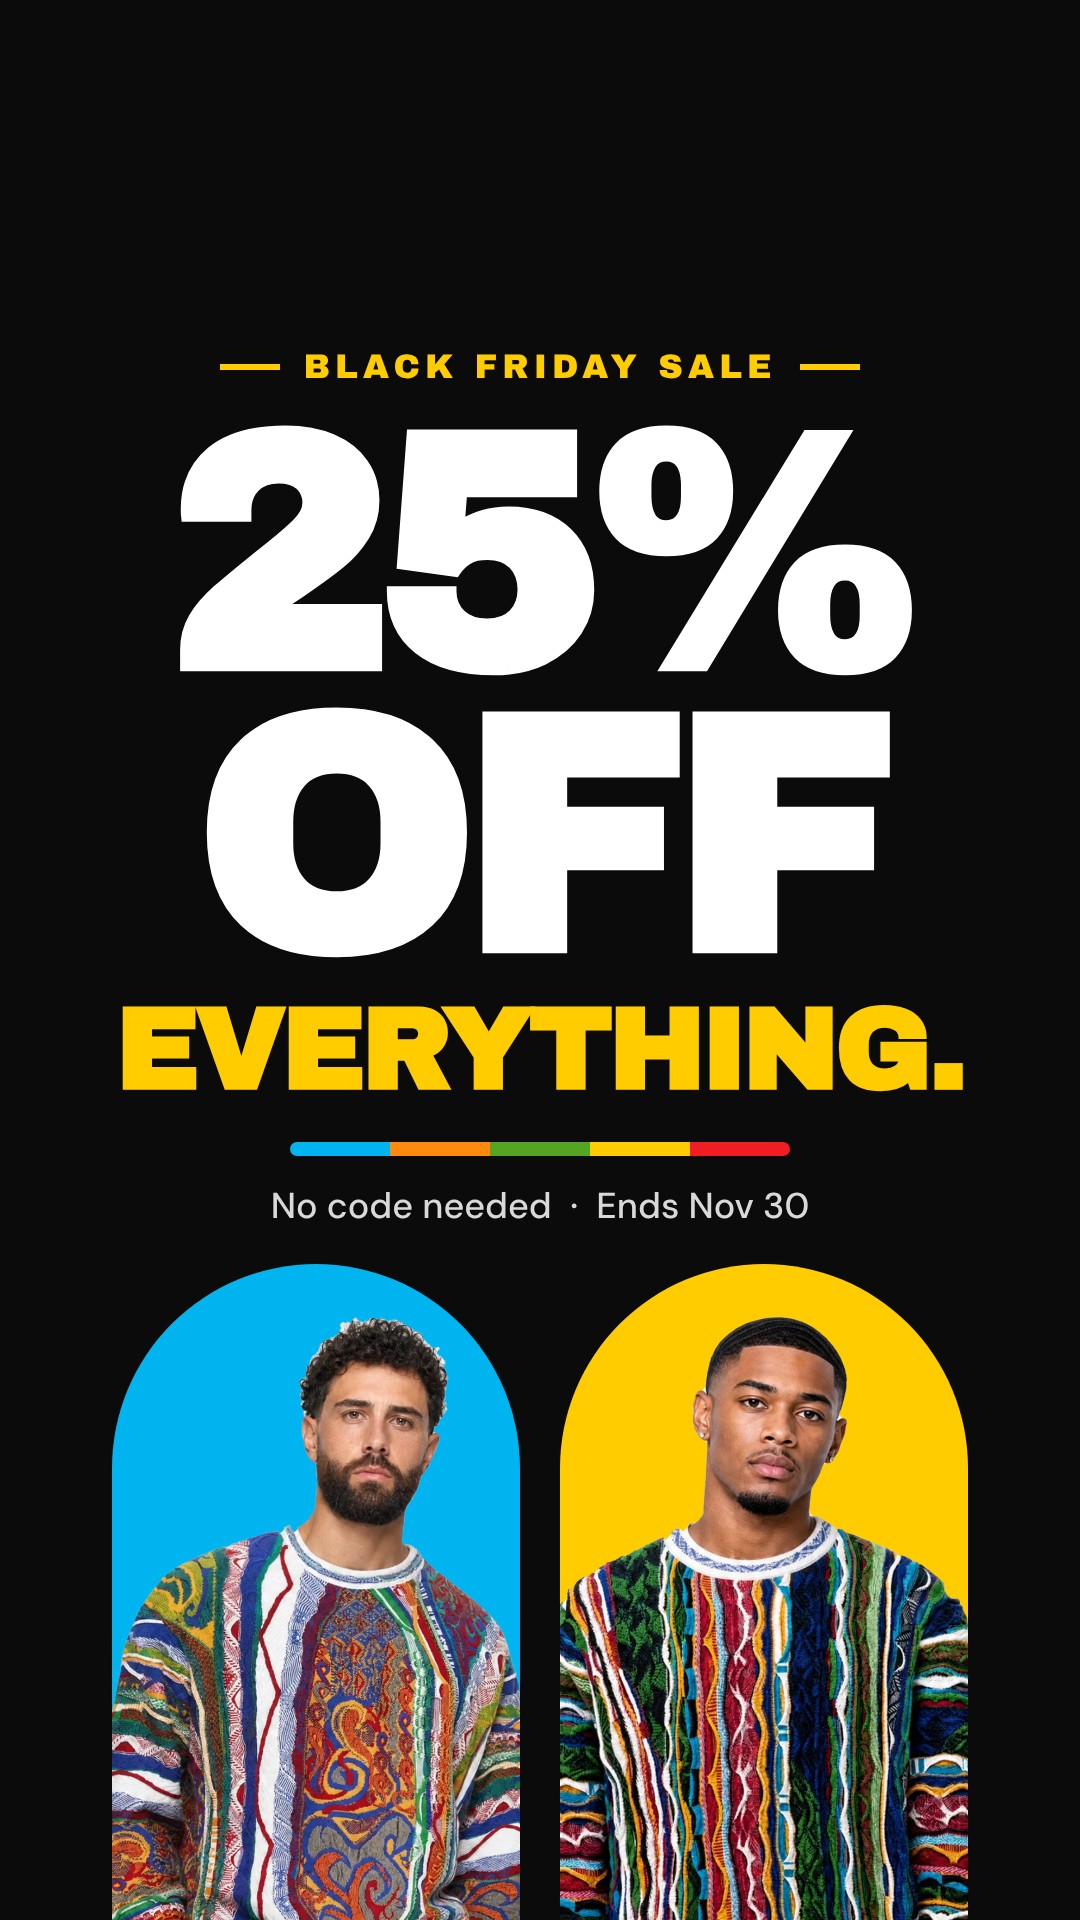 BLACK FRIDAY SALE
25%
OFF
EVERYTHING.
No code needed · Ends Nov 30